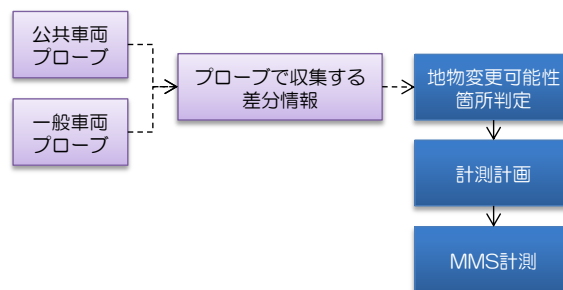 公共車両
プローブ
一般車両
プローブ
プローブで収集する
差分情報
地物変更可能性
箇所判定
計測計画
MMS計測